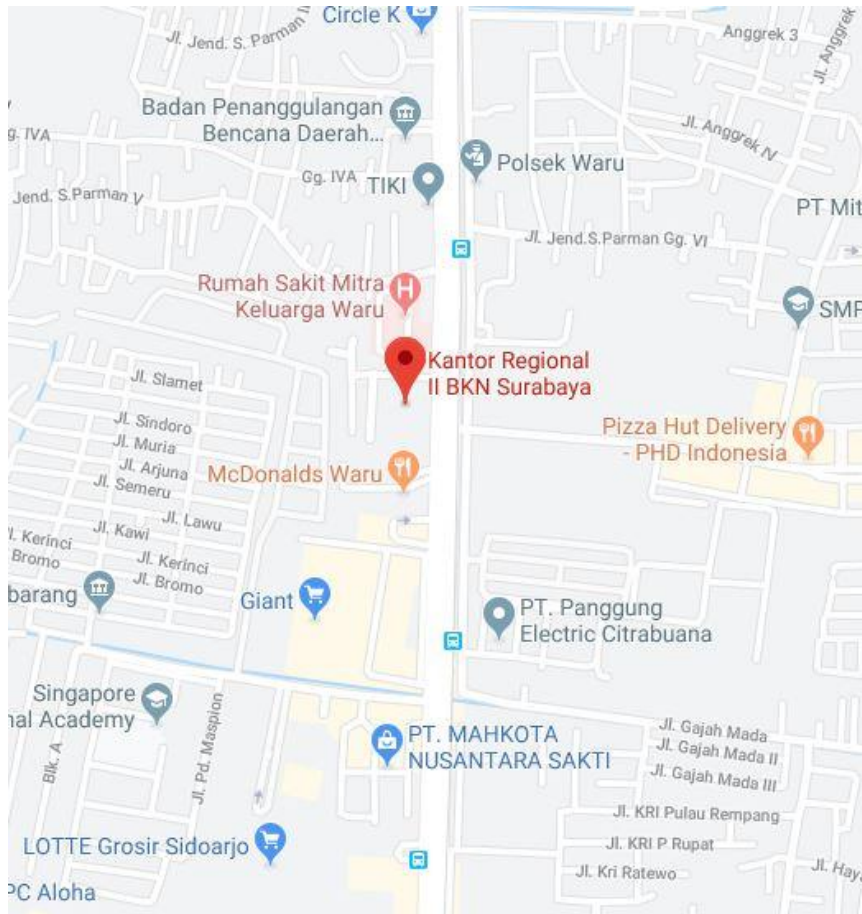 Circle K
Jl. Jend. S. Parman II
Anggrek 3
Jl. Anggrek
Badan Penanggulangan
Bencana Daerah...
Jl. Anggrek IV
g. IVA
Gg. IVA
TIKI
Polsek Waru
Jend. S.Parman V
PT Mit
Jl. Jend.S.Parman Gg. VI
Rumah Sakit Mitra
Keluarga Waru
H
SMP
Kantor Regional
II BKN Surabaya
Jl. Slamet
Jl. Sindoro
Jl. Muria
Jl. Arjuna
Jl. Semeru
Jl. Lawu
Jl. Kawi
Jl. Kerinci
Jl. Bromo
l. Kerinci
Bromo
McDonalds Waru
Pizza Hut Delivery
- PHD Indonesia
barang
Giant
PT. Panggung
Electric Citrabuana
Singapore
nal Academy
Blk. A
Jl. Pd. Maspion
PT. MAHKOTA
NUSANTARA SAKTI
Jl. Gajah Mada
Jl. Gajah Mada II
Jl. Gajah Mada III
Jl. KRI Pulau Rempang
Jl. KRI P Rupat
Jl. Kri Ratewo
Jl. Hay
LOTTE Grosir Sidoarjo
PC Aloha